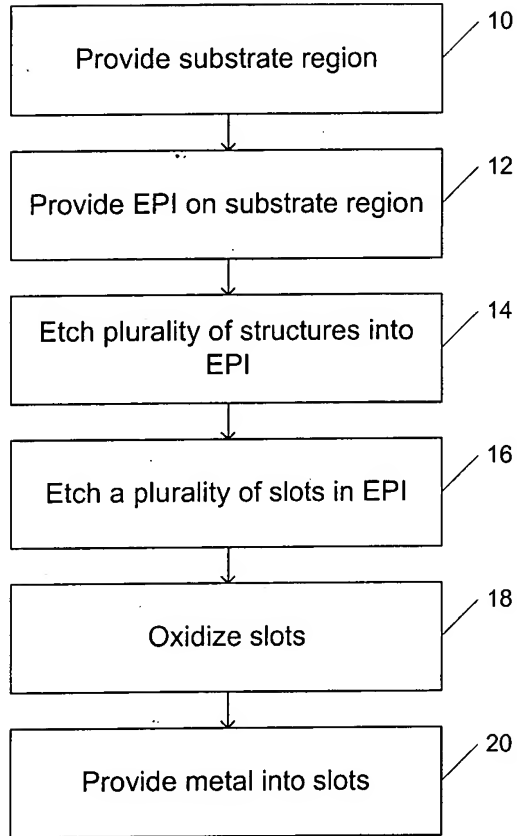 Provide substrate region
10
Provide EPI on substrate region
12
Etch plurality of structures into
EPI
14
Etch a plurality of slots in EPI
16
Oxidize slots
18
Provide metal into slots
20